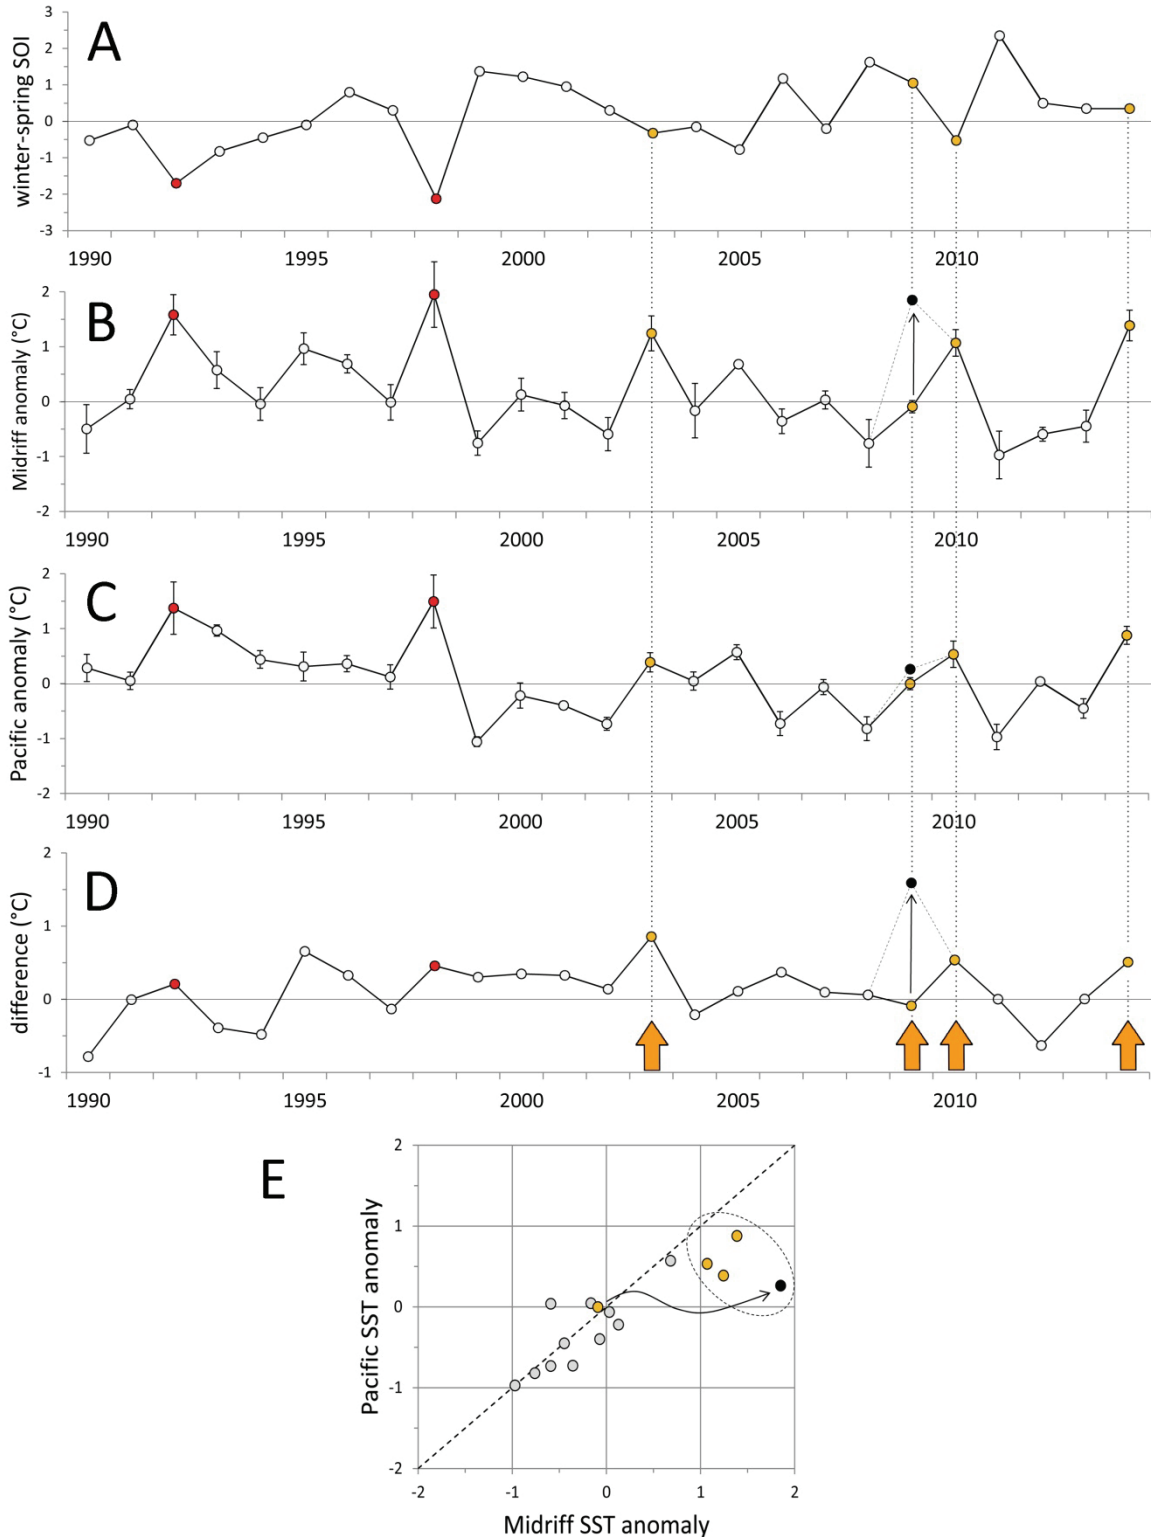 A
winter-spring SOI
3
2
1
0
-1
-2
-3
1990 1995 2000 2005 2010
B
Midriff anomaly (°C)
2
1
0
-1
-2
1990 1995 2000 2005 2010
C
Pacific anomaly (°C)
2
1
0
-1
-2
1990 1995 2000 2005 2010
D
difference (°C)
2
1
0
-1
1990 1995 2000 2005 2010
E
Pacific SST anomaly
2
1
0
-1
-2
-2 -1 0 1 2
Midriff SST anomaly